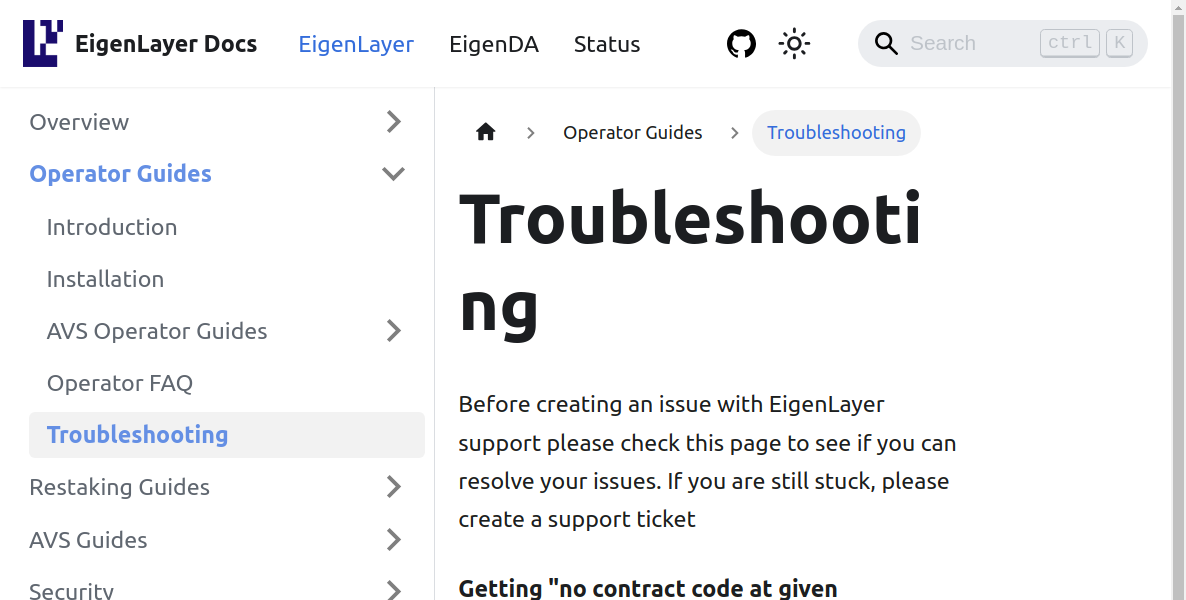 EigenLayer Docs
EigenLayer
EigenDA
Status
Search
ctrl
K
Overview
Operator Guides
Introduction
Installation
AVS Operator Guides
Operator FAQ
Troubleshooting
Restaking Guides
AVS Guides
Security
Operator Guides
Troubleshooting
Troubleshooti
ng
Before creating an issue with EigenLayer
support please check this page to see if you can
resolve your issues. If you are still stuck, please
create a support ticket
Getting "no contract code at given